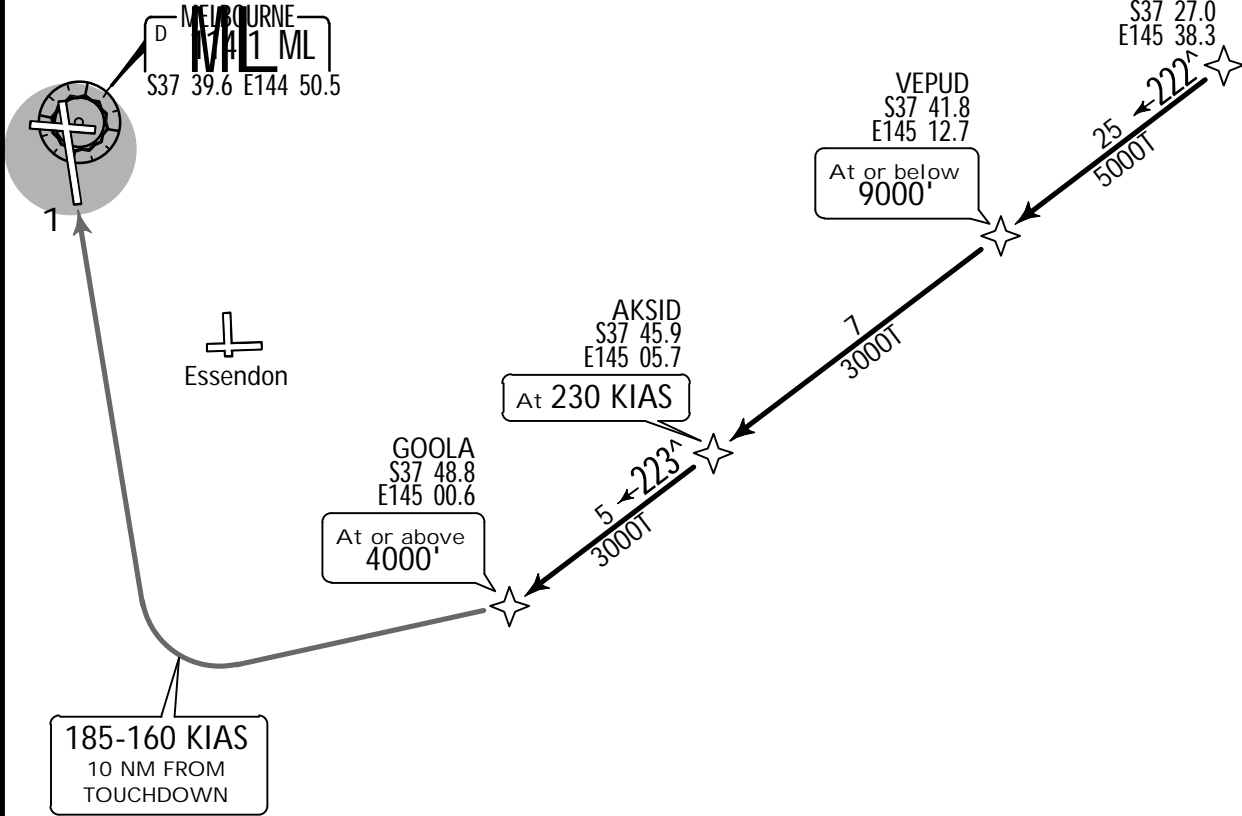 MELBOURNE
D
ML
S37 39.6 E144 50.5
S37 27.0
E145 38.3
222^
25
5000T
VEPUD
S37 41.8
E145 12.7
At or below
9000'
7
3000T
AKSID
S37 45.9
E145 05.7
At 230 KIAS
223^
5
3000T
Essendon
1
GOOLA
S37 48.8
E145 00.6
At or above
4000'
185-160 KIAS
10 NM FROM
TOUCHDOWN